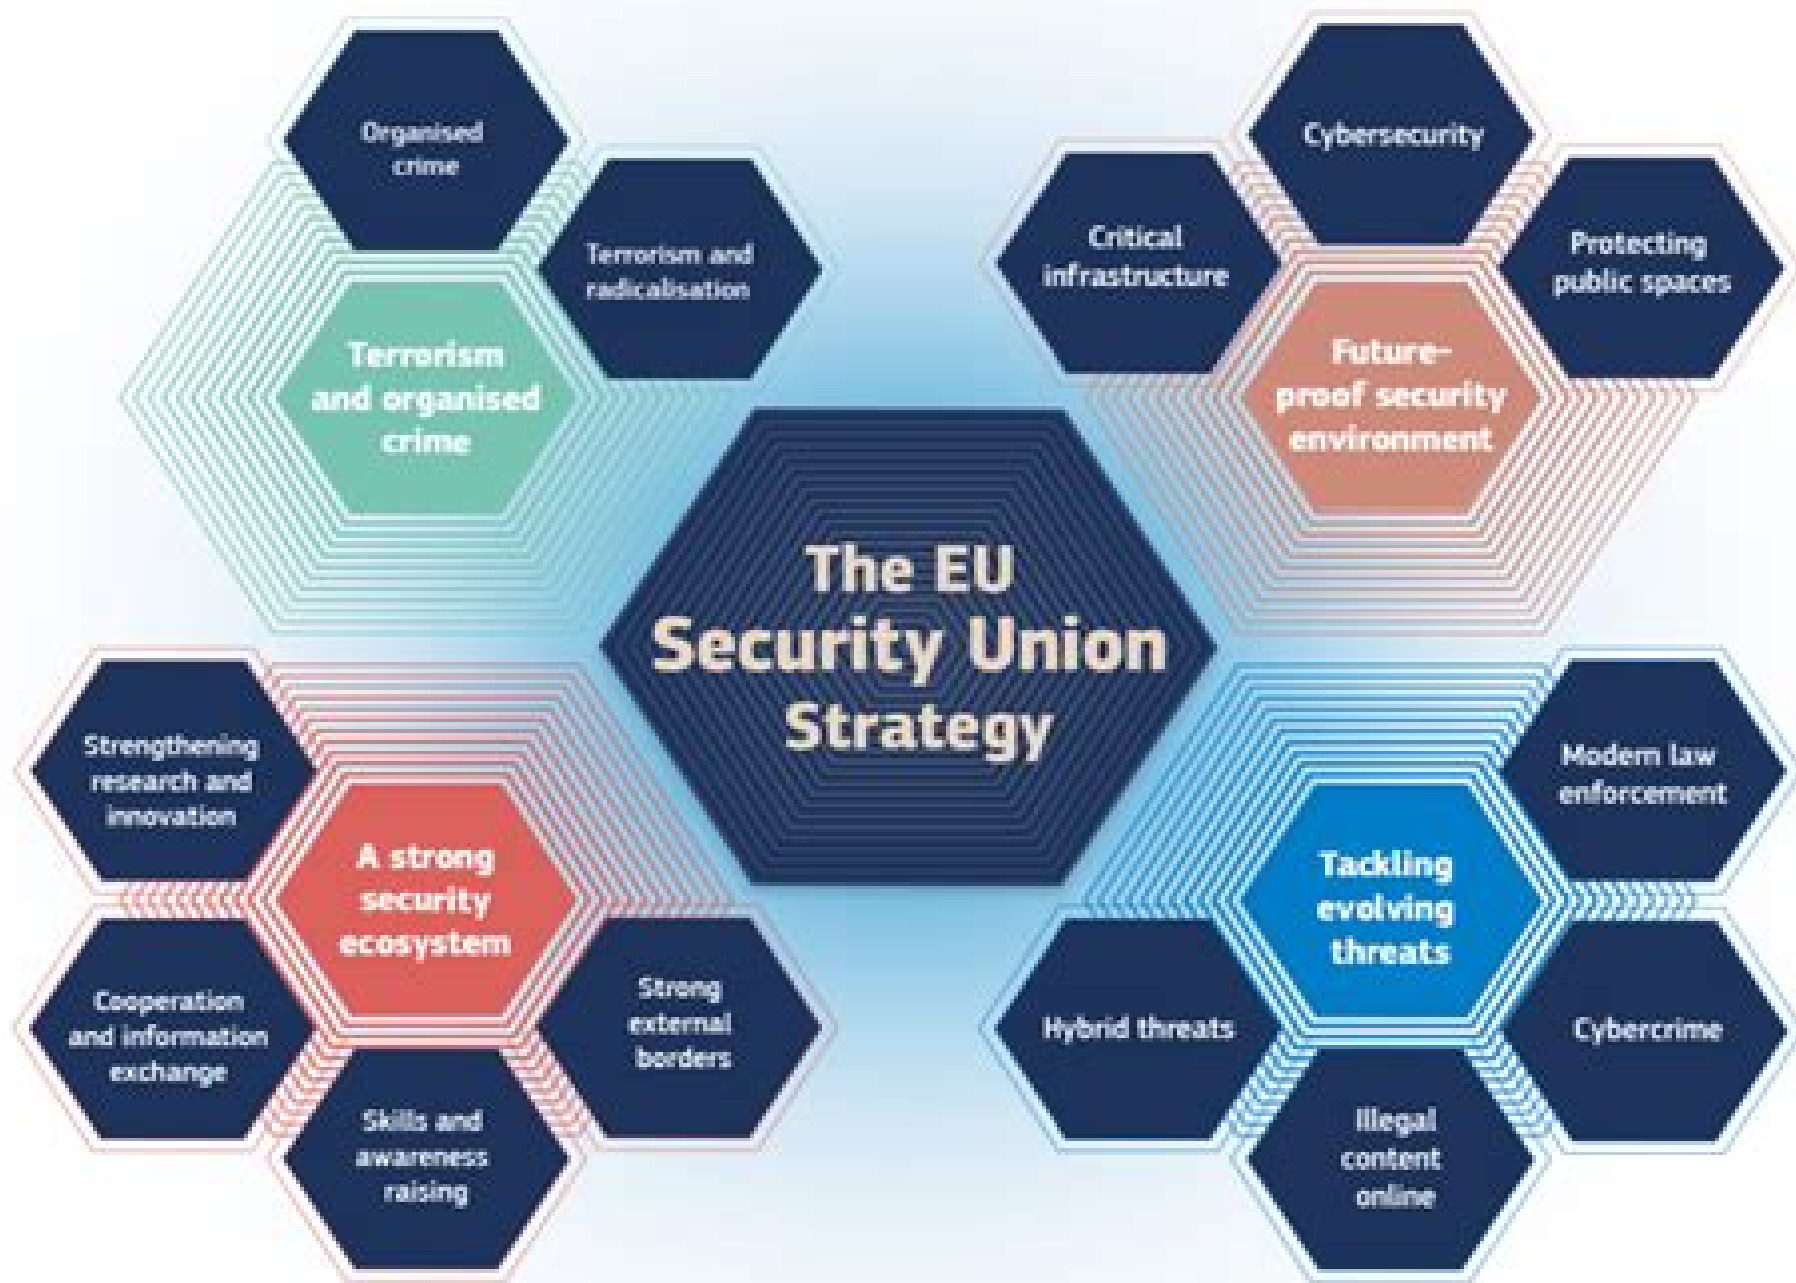 Organised
crime
Terrorism and
radicalisation
Terrorism
and organised
crime
Cybersecurity
Critical
infrastructure
Protecting
public spaces
Future-
proof security
environment
The EU
Security Union
Strategy
Strengthening
research and
innovation
A strong
security
ecosystem
Cooperation
and information
exchange
Skills and
awareness
raising
Strong
external
borders
Modern law
enforcement
Tackling
evolving
threats
Hybrid threats
Cybercrime
Illegal
content
online